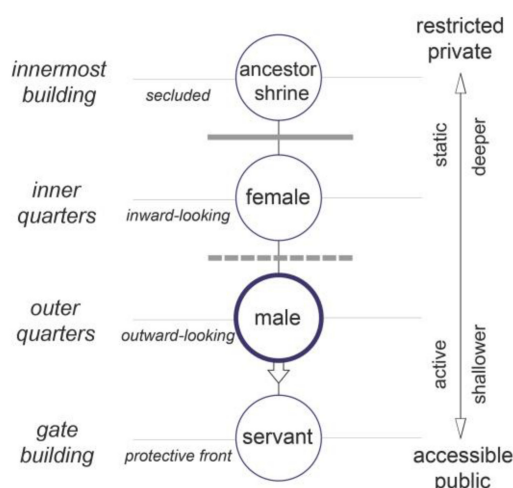 restricted
private
innermost
building
secluded
ancestor
shrine
static
deeper
inner
quarters
inward-looking
female
outer
quarters
outward-looking
male
active
shallower
gate
building
protective front
servant
accessible
public